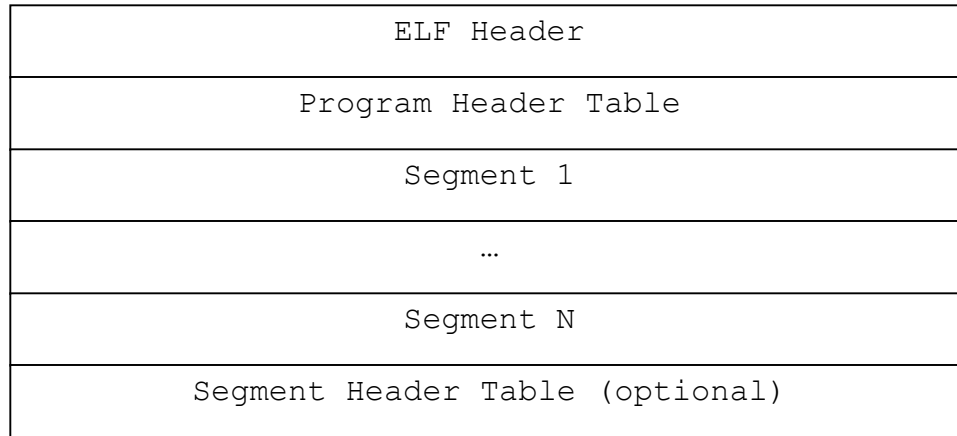 ELF Header
Program Header Table
Segment 1
…
Segment N
Segment Header Table (optional)